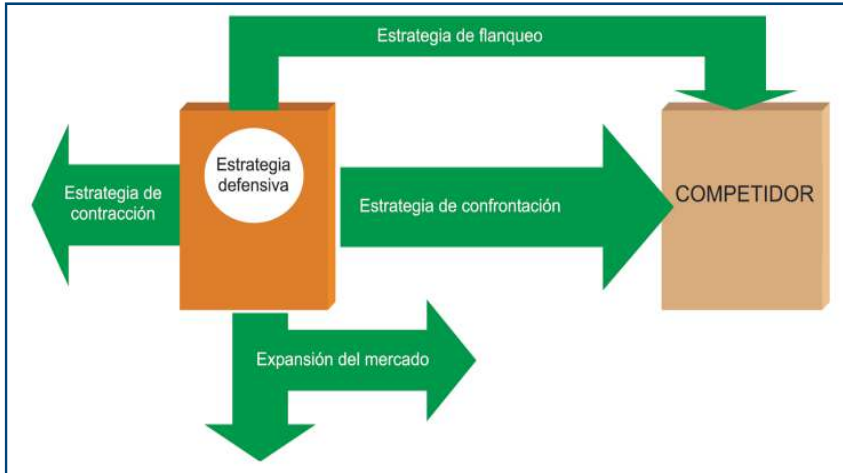 Estrategia de flanqueo
Estrategia
defensiva
Estrategia de
contracción
Estrategia de confrontación
COMPETIDOR
Expansión del mercado